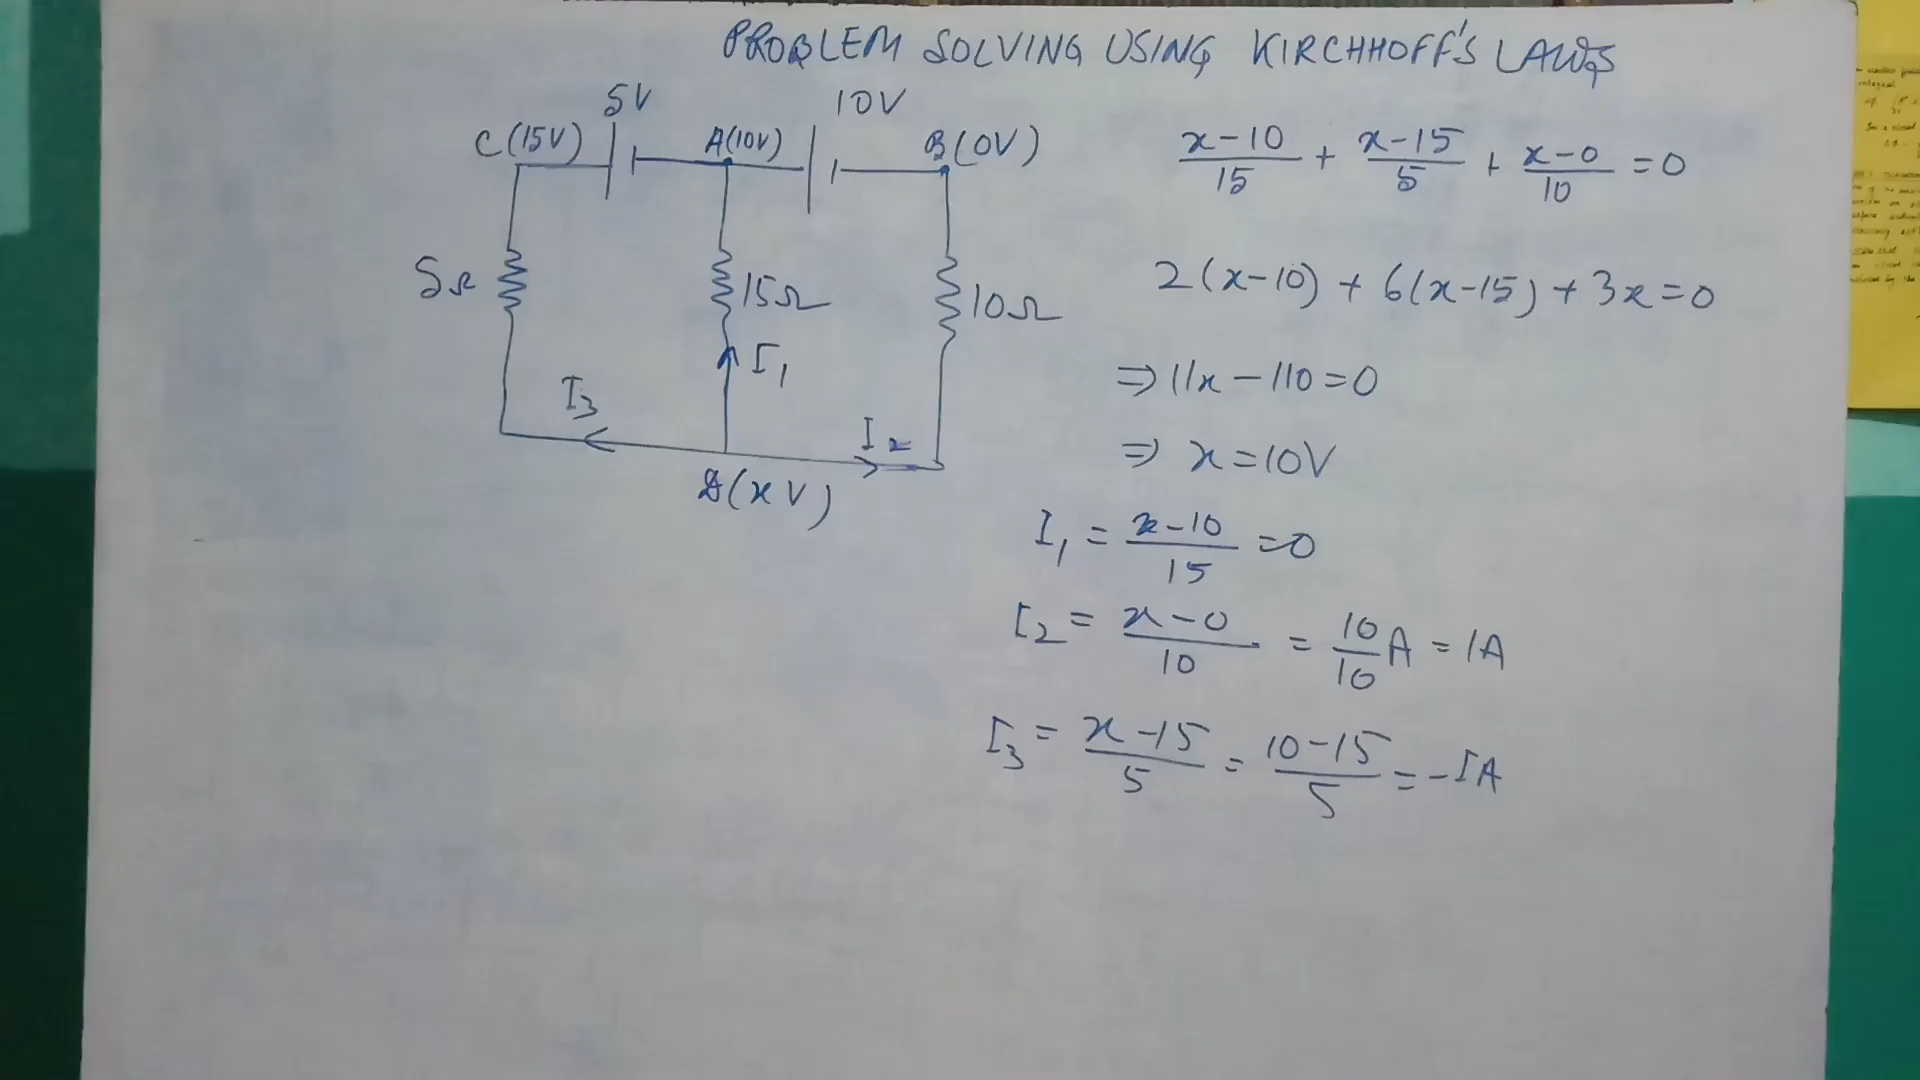 PROBLEM SOLVING USING KIRCHHOFF'S LAWS
5V 10V
C(15V) A(10V) B(0V)
5Ω 15Ω 10Ω
I₁
I₃ I₂
D(x V)
(x-10)/15 + (x-15)/5 + (x-0)/10 = 0
2(x-10) + 6(x-15) + 3x = 0
⇒ 11x - 110 = 0
⇒ x = 10V
I₁ = (x-10)/15 = 0
I₂ = (x-0)/10 = 10/10 A = 1A
I₃ = (x-15)/5 = (10-15)/5 = -1A